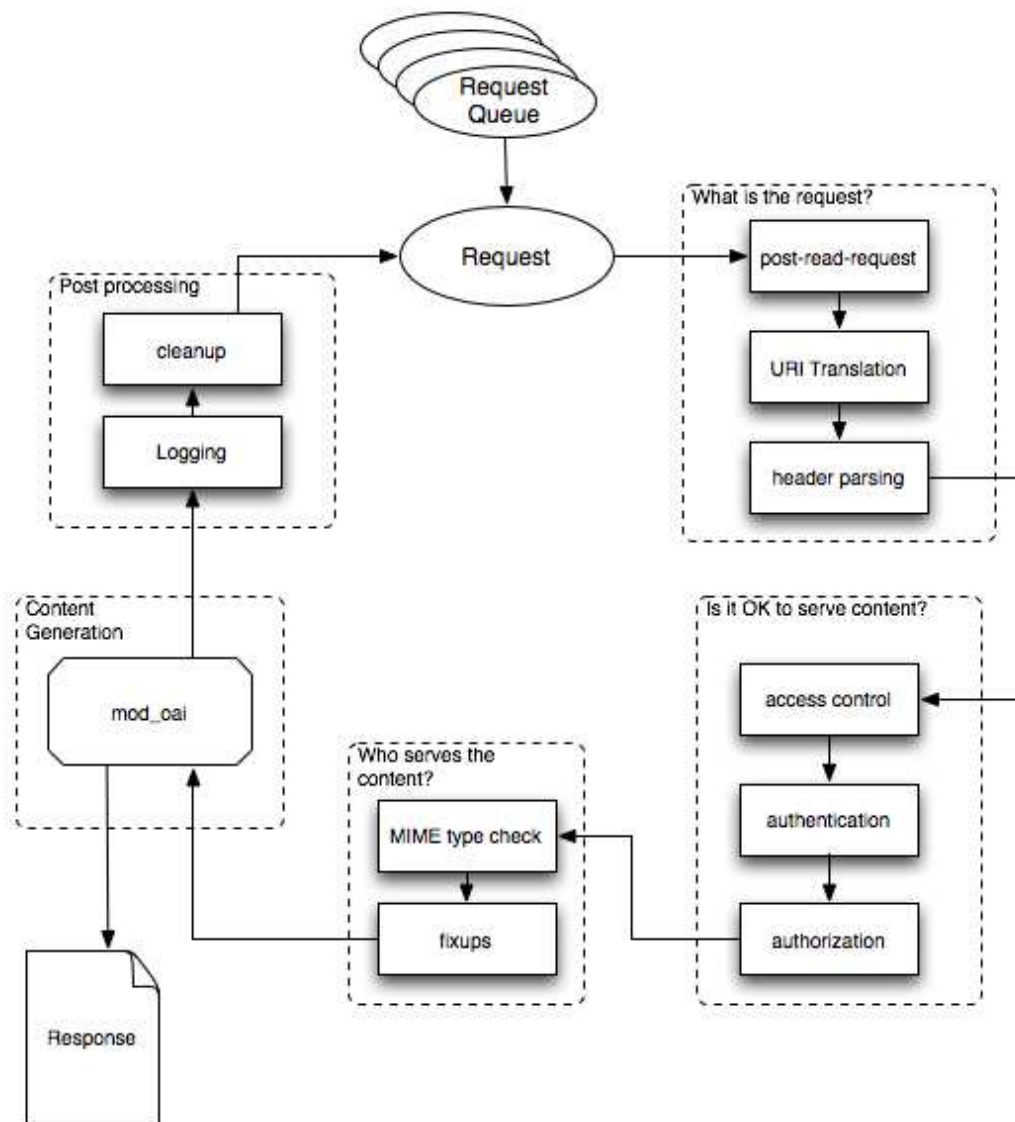 Request
Queue
Request
What is the request?
post-read-request
URI Translation
header parsing
Is it OK to serve content?
access control
authentication
authorization
Who serves the
content?
MIME type check
fixups
Content
Generation
mod_oai
Response
Post processing
cleanup
Logging